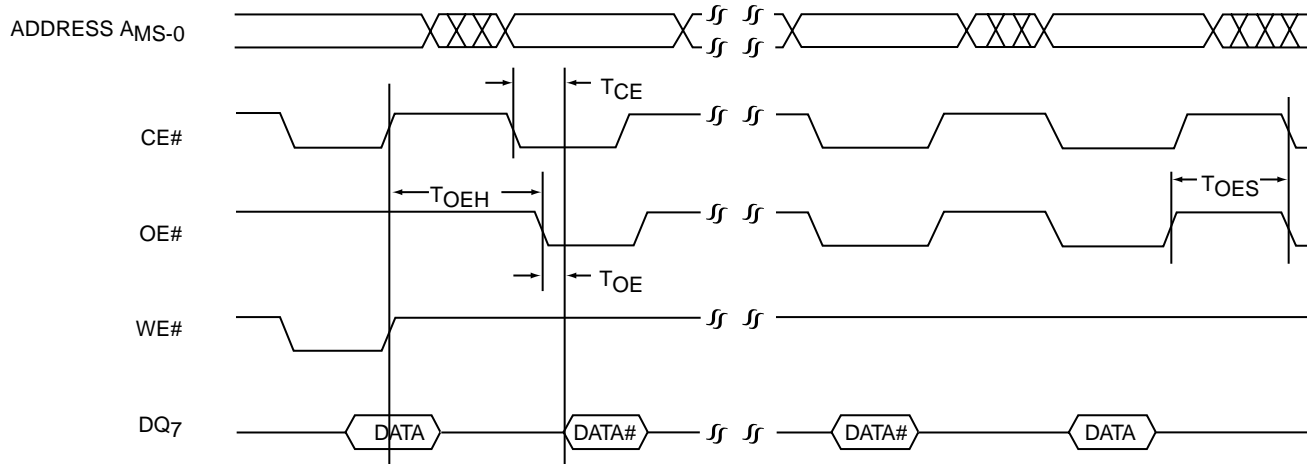 ADDRESS AMS-0
TCE
CE#
TOEH
TOES
OE#
TOE
WE#
DQ7
DATA
DATA#
DATA#
DATA